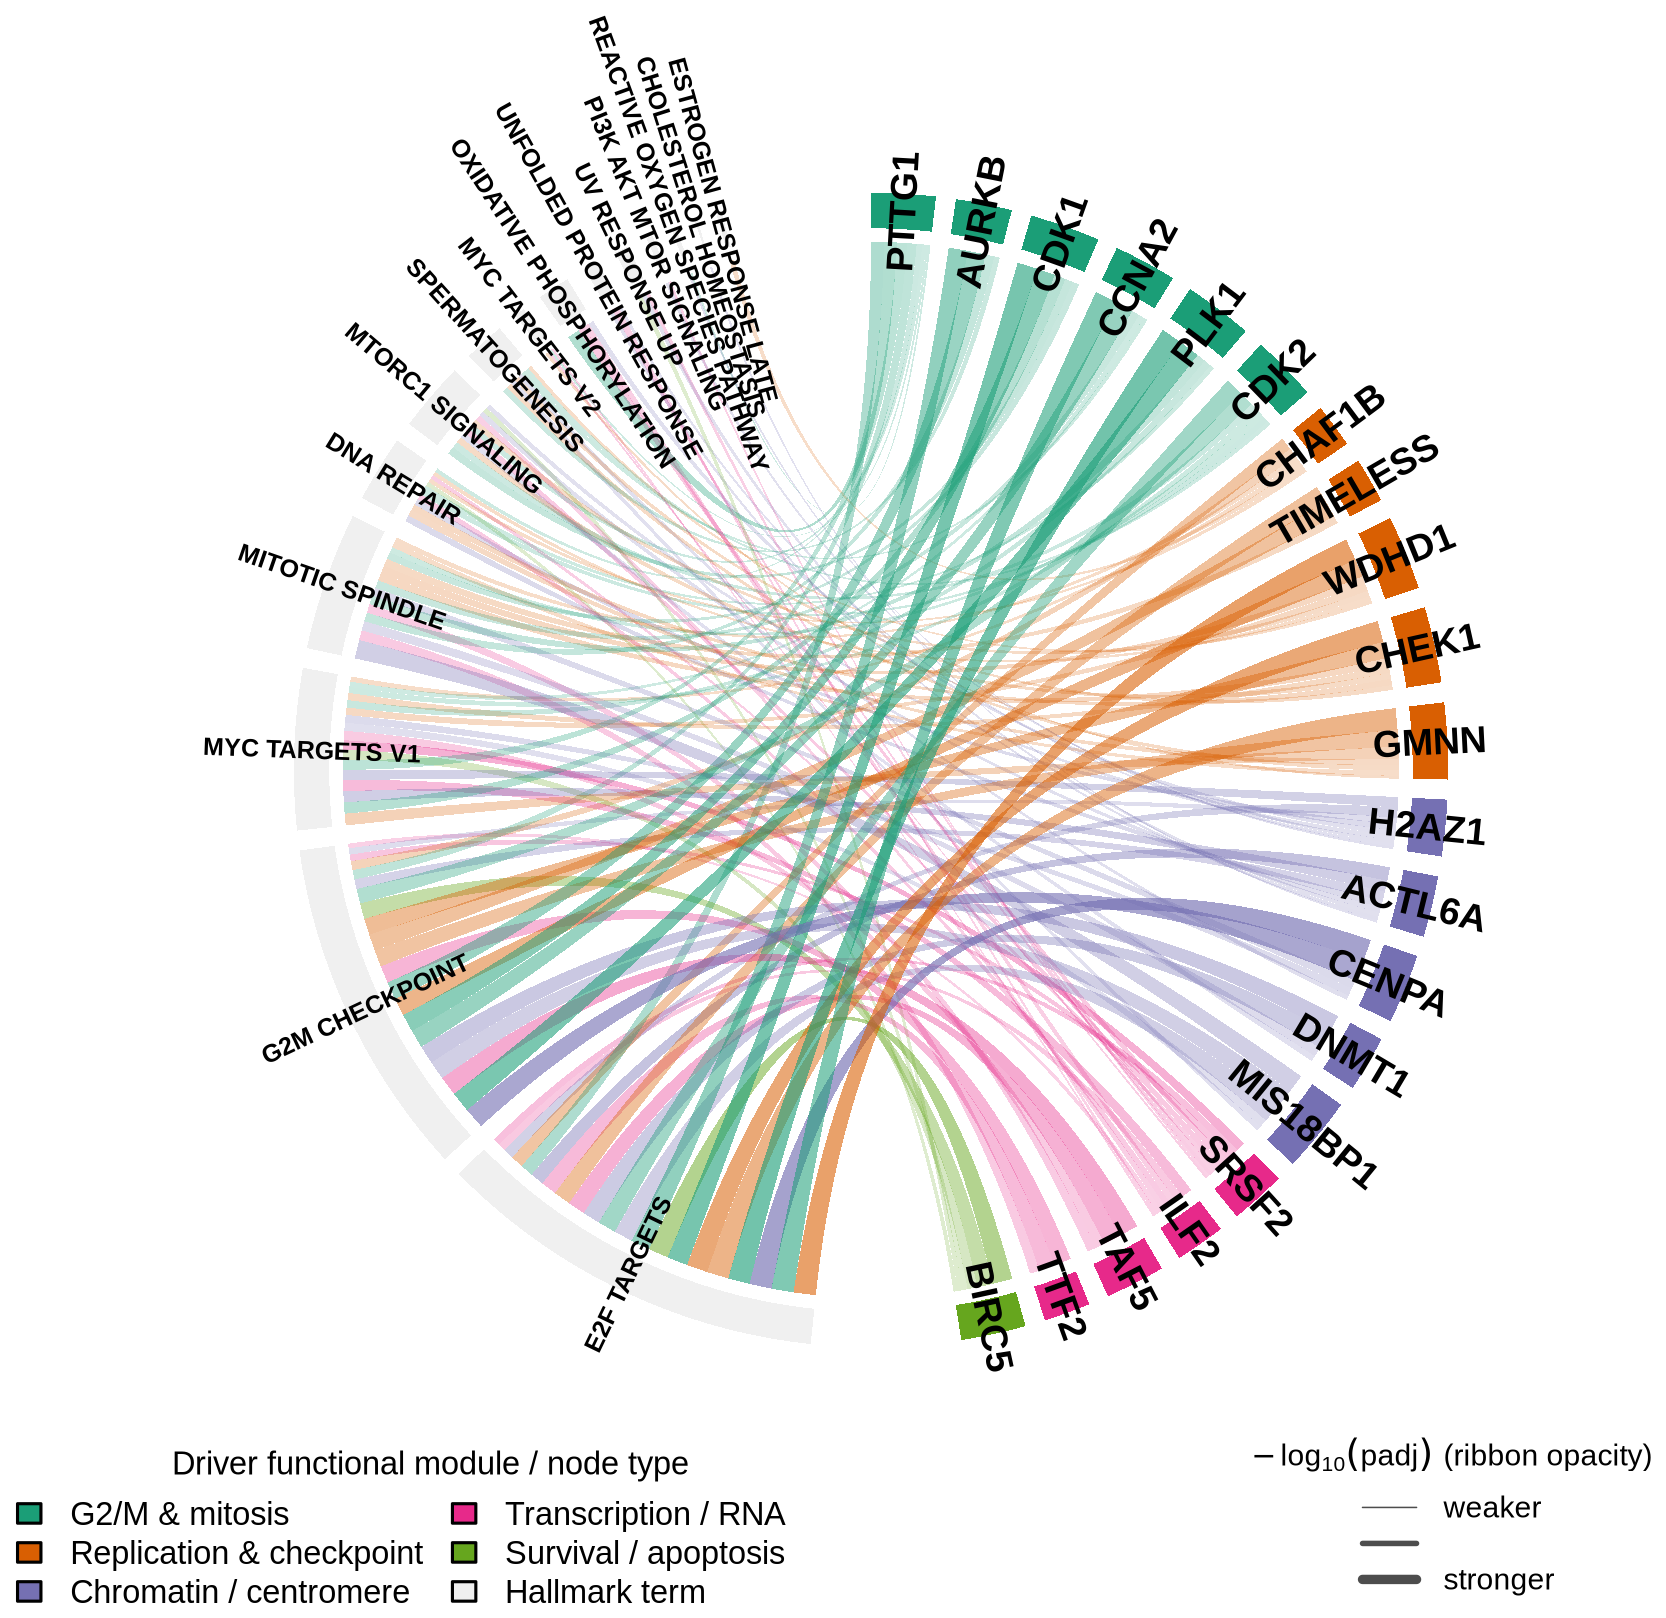 REACTIVE OXYGEN SPECIES PATHWAY
CHOLESTEROL HOMEOSTASIS
ESTROGEN RESPONSE LATE
PI3K AKT MTOR SIGNALING
UNFOLDED PROTEIN RESPONSE
UV RESPONSE UP
OXIDATIVE PHOSPHORYLATION
MYC TARGETS V2
SPERMATOGENESIS
MTORC1 SIGNALING
DNA REPAIR
MITOTIC SPINDLE
MYC TARGETS V1
G2M CHECKPOINT
E2F TARGETS
PTTG1
AURKB
CDK1
CCNA2
PLK1
CDK2
CHAF1B
TIMELESS
WDHD1
CHEK1
GMNN
H2AZ1
ACTL6A
CENPA
DNMT1
MIS18BP1
SRSF2
ILF2
TAF5
TTF2
BIRC5
Driver functional module / node type
G2/M & mitosis
Replication & checkpoint
Chromatin / centromere
Transcription / RNA
Survival / apoptosis
Hallmark term
−log10(padj) (ribbon opacity)
weaker
stronger